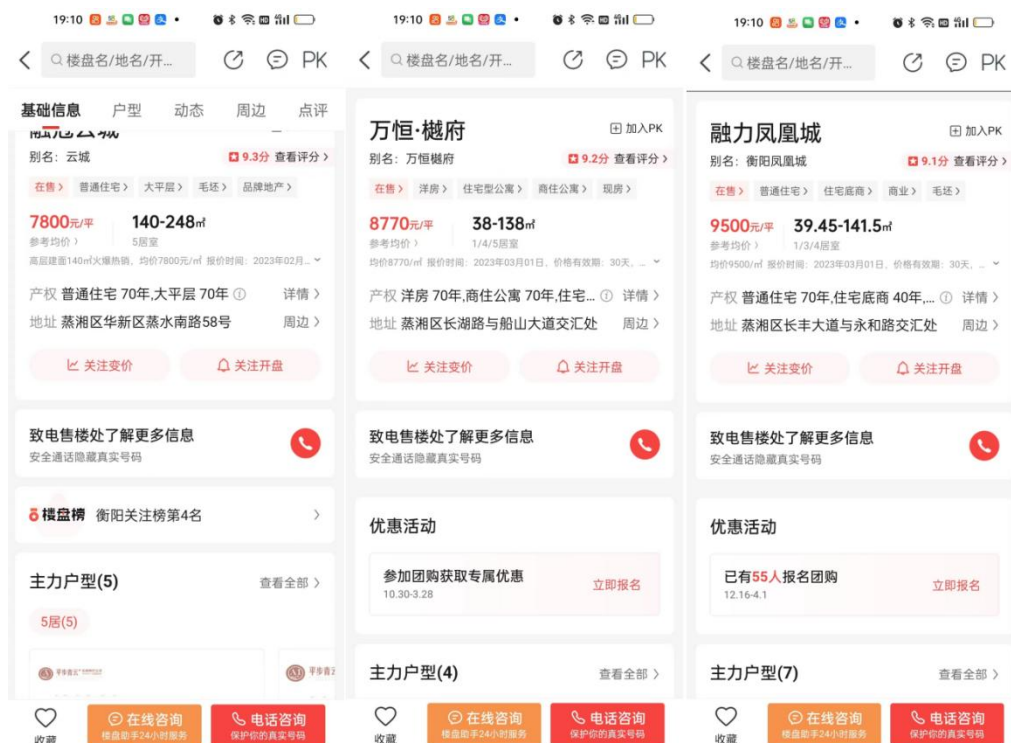 19:10
楼盘名/地名/开...
PK
基础信息
户型
动态
周边
点评
别名: 云城
9.3分 查看评分
在售
普通住宅
大平层
毛坯
品牌地产
7800元/平
140-248㎡
参考均价
5居室
高层建面140㎡火爆热销、均价7800元/㎡ 报价时间: 2023年02月...
产权 普通住宅 70年,大平层 70年
详情
地址 蒸湘区华新区蒸水南路58号
周边
关注变价
关注开盘
致电售楼处了解更多信息
安全通话隐藏真实号码
楼盘榜 衡阳关注榜第4名
主力户型(5)
查看全部
5居(5)
平步青云
平步青云
收藏
在线咨询
楼盘助手24小时服务
电话咨询
保护你的真实号码
19:10
楼盘名/地名/开...
PK
万恒·樾府
加入PK
别名: 万恒樾府
9.2分 查看评分
在售
洋房
住宅型公寓
商住公寓
现房
8770元/平
38-138㎡
参考均价
1/4/5居室
均价8770/㎡ 报价时间: 2023年03月01日, 价格有效期: 30天, ...
产权 洋房 70年,商住公寓 70年,住宅...
详情
地址 蒸湘区长湖路与船山大道交汇处
周边
关注变价
关注开盘
致电售楼处了解更多信息
安全通话隐藏真实号码
优惠活动
参加团购获取专属优惠
10.30-3.28
立即报名
主力户型(4)
查看全部
收藏
在线咨询
楼盘助手24小时服务
电话咨询
保护你的真实号码
19:10
楼盘名/地名/开...
PK
融力凤凰城
加入PK
别名: 衡阳凤凰城
9.1分 查看评分
在售
普通住宅
住宅底商
商业
毛坯
9500元/平
39.45-141.5㎡
参考均价
1/3/4居室
均价9500/㎡ 报价时间: 2023年03月01日, 价格有效期: 30天, ...
产权 普通住宅 70年,住宅底商 40年,...
详情
地址 蒸湘区长丰大道与永和路交汇处
周边
关注变价
关注开盘
致电售楼处了解更多信息
安全通话隐藏真实号码
优惠活动
已有55人报名团购
12.16-4.1
立即报名
主力户型(7)
查看全部
收藏
在线咨询
楼盘助手24小时服务
电话咨询
保护你的真实号码